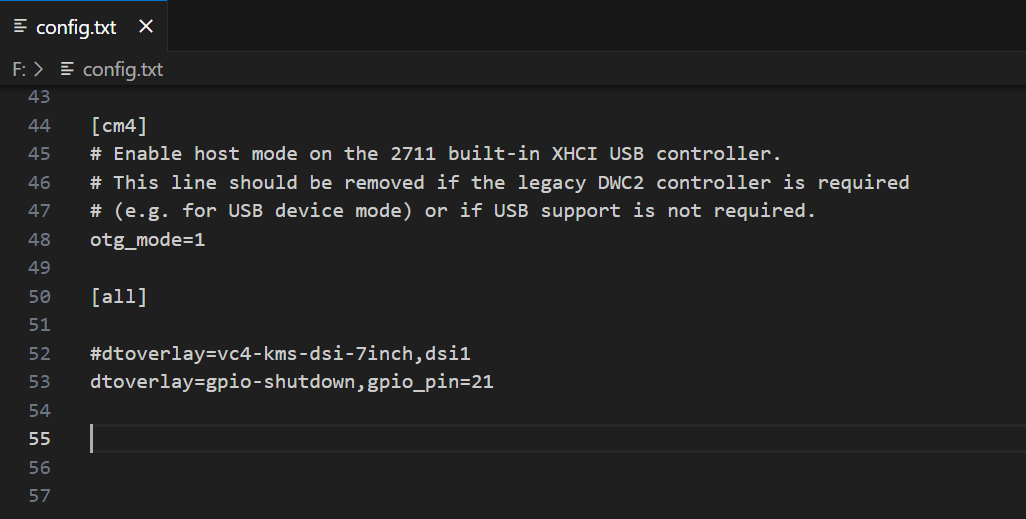 config.txt
F: > config.txt
43
44 [cm4]
45 # Enable host mode on the 2711 built-in XHCI USB controller.
46 # This line should be removed if the legacy DWC2 controller is required
47 # (e.g. for USB device mode) or if USB support is not required.
48 otg_mode=1
49
50 [all]
51
52 #dtoverlay=vc4-kms-dsi-7inch,dsi1
53 dtoverlay=gpio-shutdown,gpio_pin=21
54
55
56
57